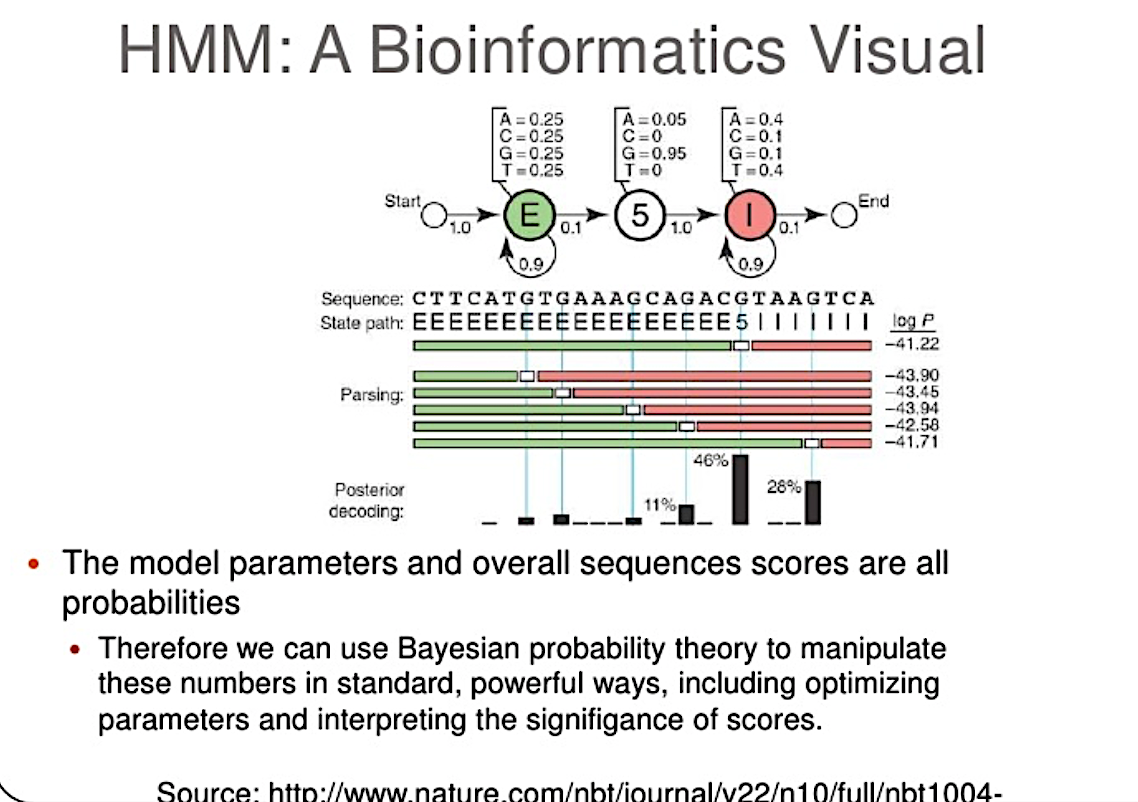 HMM: A Bioinformatics Visual
A = 0.25
C = 0.25
G = 0.25
T = 0.25
A = 0.05
C = 0
G = 0.95
T = 0
A = 0.4
C = 0.1
G = 0.1
T = 0.4
Start
E
5
I
End
1.0
0.1
1.0
0.1
0.9
0.9
Sequence: C T T C A T G T G A A A G C A G A C G T A A G T C A
State path: E E E E E E E E E E E E E E E E E E 5 I I I I I I I
log P
−41.22
−43.90
Parsing:
−43.45
−43.94
−42.58
−41.71
46%
28%
11%
Posterior
decoding:
• The model parameters and overall sequences scores are all
probabilities
• Therefore we can use Bayesian probability theory to manipulate
these numbers in standard, powerful ways, including optimizing
parameters and interpreting the signifigance of scores.
Source: http://www.nature.com/nbt/journal/v22/n10/full/nbt1004-